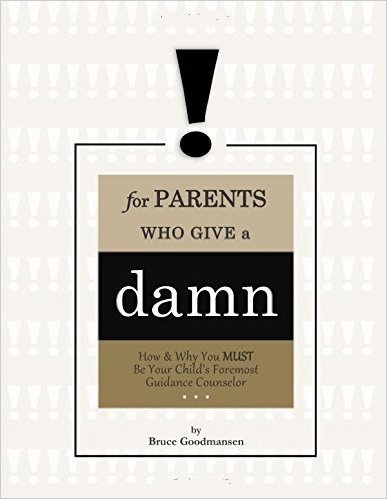 !
for PARENTS
WHO GIVE a
damn
How & Why You MUST
Be Your Child's Foremost
Guidance Counselor
by
Bruce Goodmansen